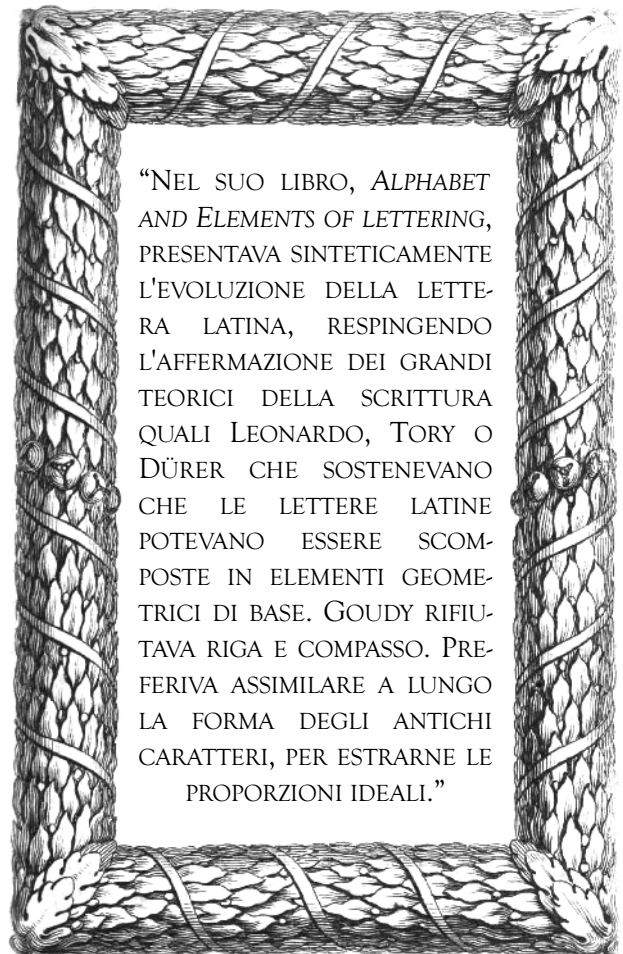 “Nel suo libro, Alphabet
and Elements of lettering,
presentava sinteticamente
l'evoluzione della lette-
ra latina, respingendo
l'affermazione dei grandi
teorici della scrittura
quali Leonardo, Tory o
Dürer che sostenevano
che le lettere latine
potevano essere scom-
poste in elementi geome-
trici di base. Goudy rifiu-
tava riga e compasso. Pre-
feriva assimilare a lungo
la forma degli antichi
caratteri, per estrarne le
proporzioni ideali.”